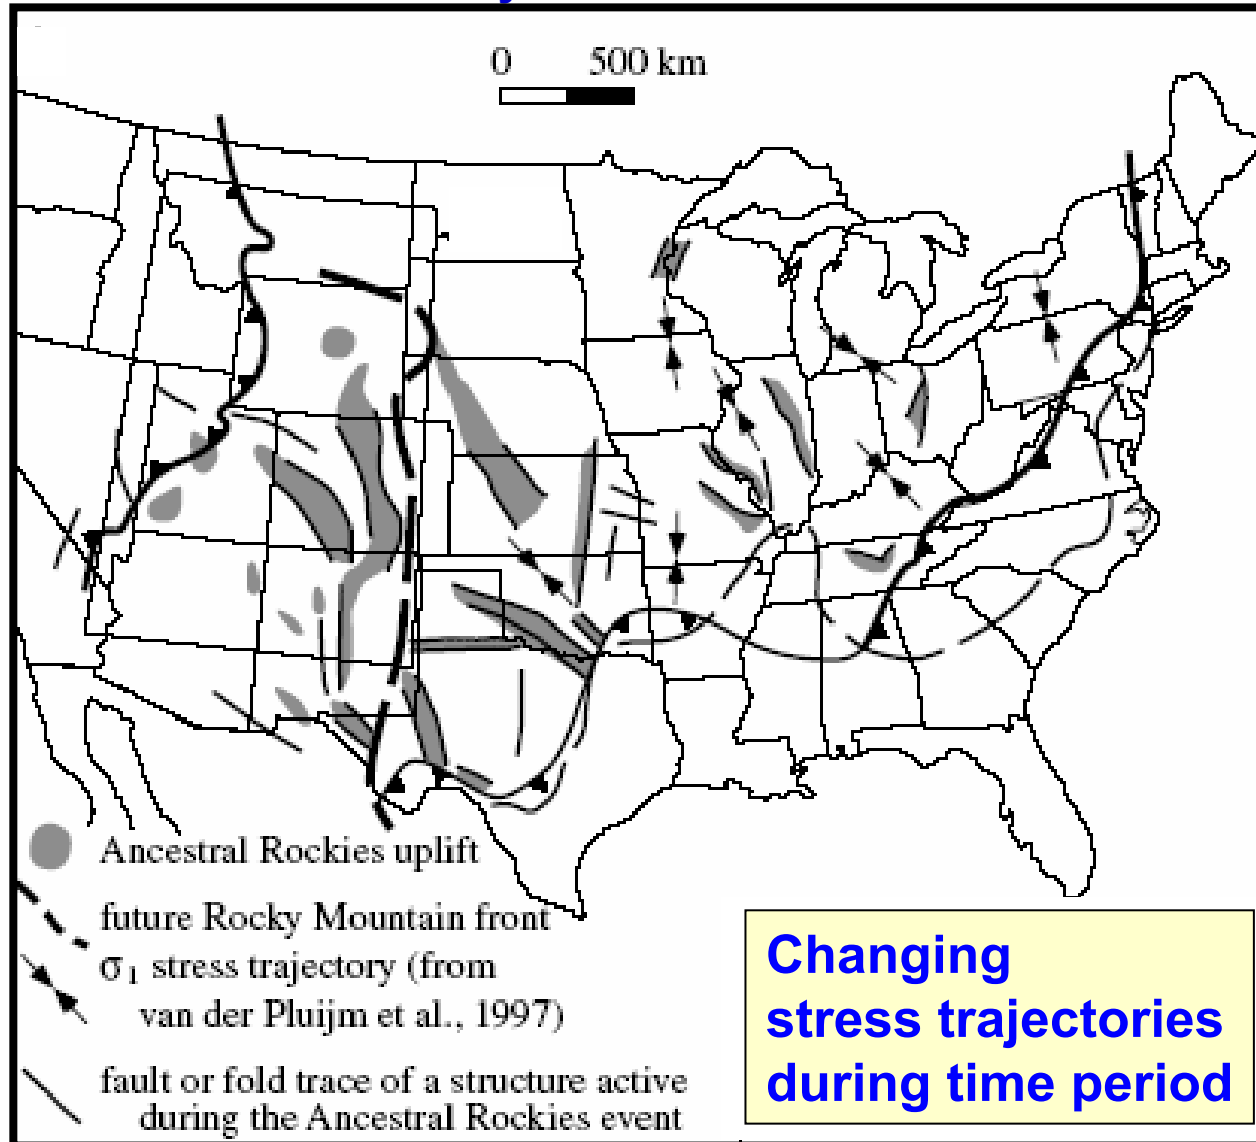 0 500 km
Ancestral Rockies uplift
future Rocky Mountain front
σ1 stress trajectory (from
van der Pluijm et al., 1997)
fault or fold trace of a structure active
during the Ancestral Rockies event
Changing
stress trajectories
during time period